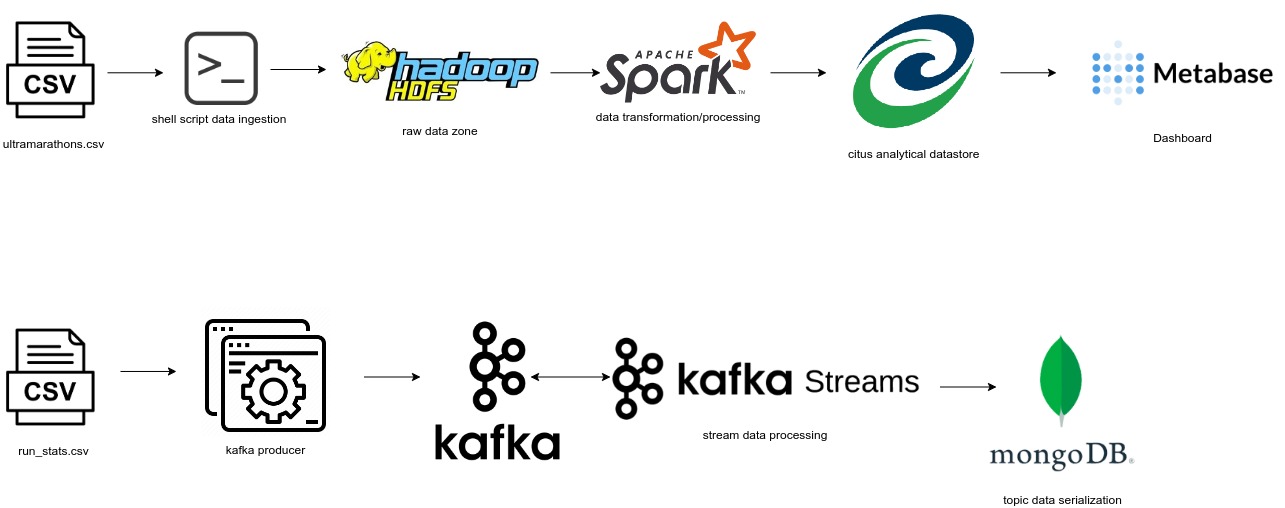 CSV
ultramarathons.csv
>_
shell script data ingestion
hadoop
HDFS
raw data zone
APACHE
Spark™
data transformation/processing
citus analytical datastore
Metabase
Dashboard
CSV
run_stats.csv
kafka producer
kafka
kafka Streams
stream data processing
mongoDB®
topic data serialization